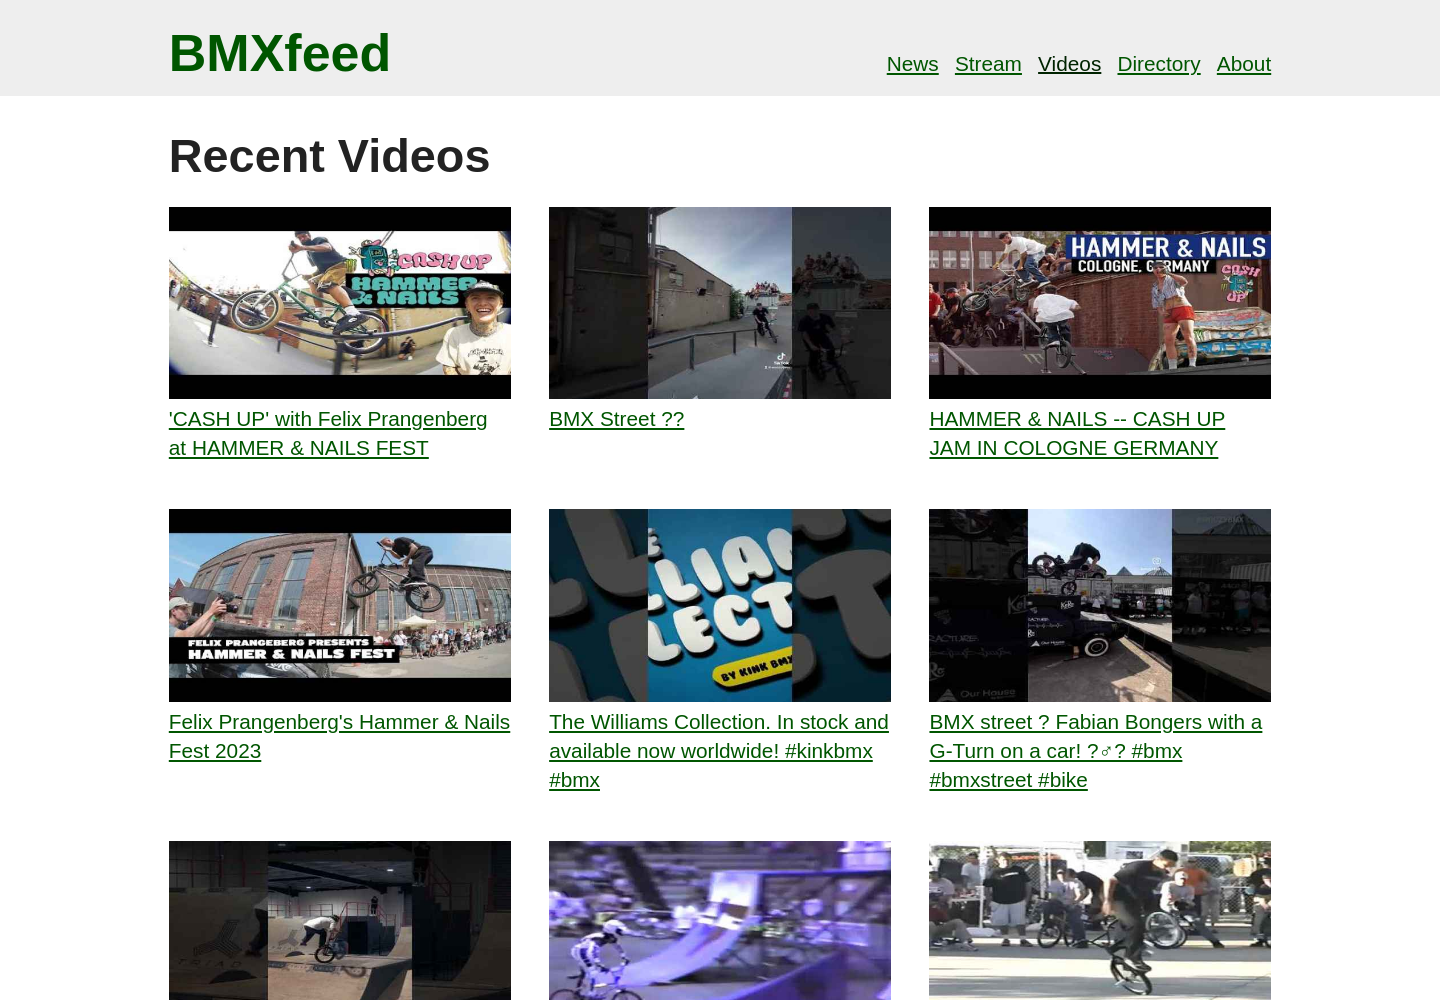 BMXfeed
News Stream Videos Directory About
Recent Videos
CASH UP
HAMMER
& NAILS
HAMMER & NAILS
COLOGNE, GERMANY
CASH
UP
'CASH UP' with Felix Prangenberg
at HAMMER & NAILS FEST
BMX Street ??
HAMMER & NAILS -- CASH UP
JAM IN COLOGNE GERMANY
FELIX PRANGEBERG PRESENTS
HAMMER & NAILS FEST
BY KINK BMX
Our House
Felix Prangenberg's Hammer & Nails
Fest 2023
The Williams Collection. In stock and
available now worldwide! #kinkbmx
#bmx
BMX street ? Fabian Bongers with a
G-Turn on a car! ?♂? #bmx
#bmxstreet #bike